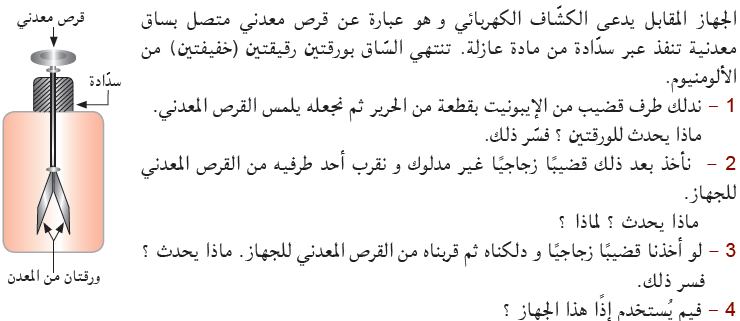 قرص معدني
سدّادة
ورقتان من المعدن
الجهاز المقابل يدعى الكشّاف الكهربائي و هو عبارة عن قرص معدني متصل بساق
معدنية تنفذ عبر سدّادة من مادة عازلة. تنتهي السّاق بورقتين رقيقتين (خفيفتين) من
الألومنيوم.
1 – ندلك طرف قضيب من الإيبونيت بقطعة من الحرير ثم نجعله يلمس القرص المعدني.
ماذا يحدث للورقتين ؟ فسّر ذلك.
2 – نأخذ بعد ذلك قضيبًا زجاجيًا غير مدلوك و نقرب أحد طرفيه من القرص المعدني
للجهاز.
ماذا يحدث ؟ لماذا ؟
3 – لو أخذنا قضيبًا زجاجيًا و دلكناه ثم قربناه من القرص المعدني للجهاز. ماذا يحدث ؟
فسر ذلك.
4 – فيم يُستخدم إذًا هذا الجهاز ؟